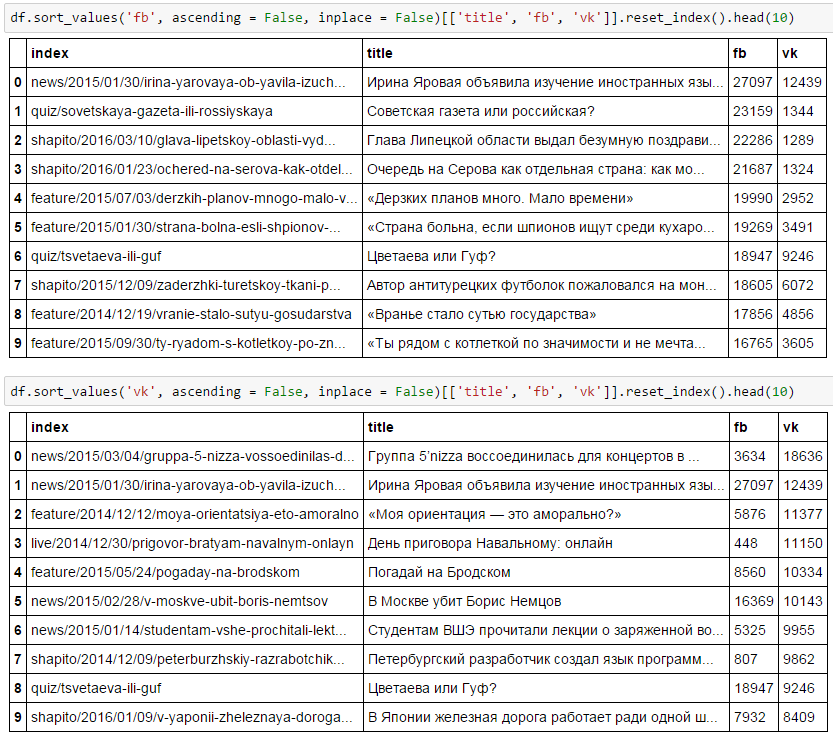 df.sort_values('fb', ascending = False, inplace = False)[['title', 'fb', 'vk']].reset_index().head(10)
index title fb vk
0 news/2015/01/30/irina-yarovaya-ob-yavila-izuch... Ирина Яровая объявила изучение иностранных язы... 27097 12439
1 quiz/sovetskaya-gazeta-ili-rossiyskaya Советская газета или российская? 23159 1344
2 shapito/2016/03/10/glava-lipetskoy-oblasti-vyd... Глава Липецкой области выдал безумную поздрави... 22286 1289
3 shapito/2016/01/23/ochered-na-serova-kak-otdel... Очередь на Серова как отдельная страна: как мо... 21687 1324
4 feature/2015/07/03/derzkih-planov-mnogo-malo-v... «Дерзких планов много. Мало времени» 19990 2952
5 feature/2015/01/30/strana-bolna-esli-shpionov-... «Страна больна, если шпионов ищут среди кухаро... 19269 3491
6 quiz/tsvetaeva-ili-guf Цветаева или Гуф? 18947 9246
7 shapito/2015/12/09/zaderzhki-turetskoy-tkani-p... Автор антитурецких футболок пожаловался на мон... 18605 6072
8 feature/2014/12/19/vranie-stalo-sutyu-gosudarstva «Вранье стало сутью государства» 17856 4856
9 feature/2015/09/30/ty-ryadom-s-kotletkoy-po-zn... «Ты рядом с котлеткой по значимости и не мечта... 16765 3605
df.sort_values('vk', ascending = False, inplace = False)[['title', 'fb', 'vk']].reset_index().head(10)
index title fb vk
0 news/2015/03/04/gruppa-5-nizza-vossoedinilas-d... Группа 5'nizza воссоединилась для концертов в ... 3634 18636
1 news/2015/01/30/irina-yarovaya-ob-yavila-izuch... Ирина Яровая объявила изучение иностранных язы... 27097 12439
2 feature/2014/12/12/moya-orientatsiya-eto-amoralno «Моя ориентация — это аморально?» 5876 11377
3 live/2014/12/30/prigovor-bratyam-navalnym-onlayn День приговора Навальному: онлайн 448 11150
4 feature/2015/05/24/pogaday-na-brodskom Погадай на Бродском 8560 10334
5 news/2015/02/28/v-moskve-ubit-boris-nemtsov В Москве убит Борис Немцов 16369 10143
6 news/2015/01/14/studentam-vshe-prochitali-lekt... Студентам ВШЭ прочитали лекции о заряженной во... 5325 9955
7 shapito/2014/12/09/peterburzhskiy-razrabotchik... Петербургский разработчик создал язык программ... 807 9862
8 quiz/tsvetaeva-ili-guf Цветаева или Гуф? 18947 9246
9 shapito/2016/01/09/v-yaponii-zheleznaya-doroga... В Японии железная дорога работает ради одной ш... 7932 8409